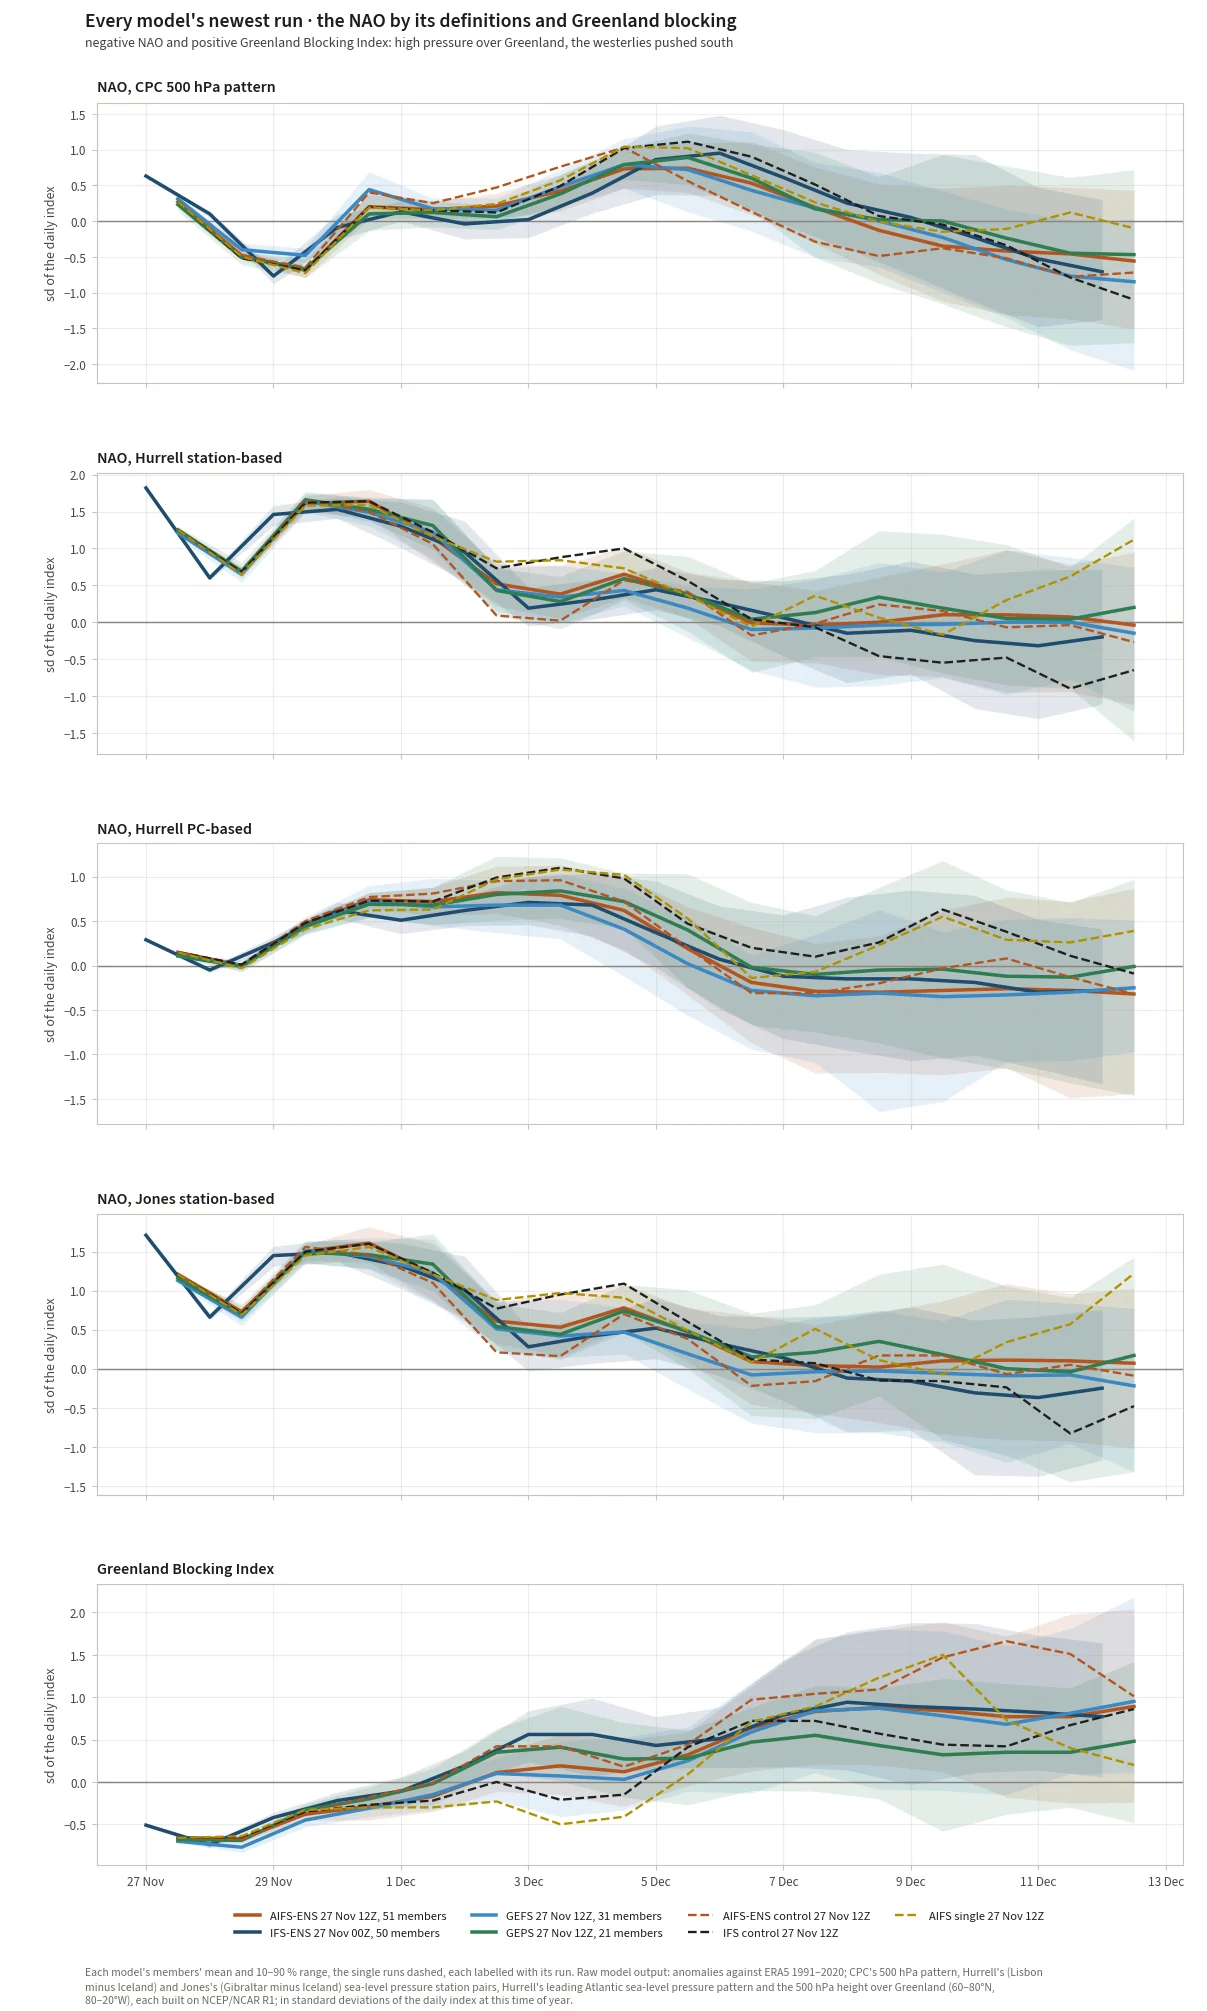 Every model's newest run · the NAO by its definitions and Greenland blocking
negative NAO and positive Greenland Blocking Index: high pressure over Greenland, the westerlies pushed south
NAO, CPC 500 hPa pattern
1.5
1.0
0.5
0.0
−0.5
−1.0
−1.5
−2.0
sd of the daily index
NAO, Hurrell station-based
2.0
1.5
1.0
0.5
0.0
−0.5
−1.0
−1.5
sd of the daily index
NAO, Hurrell PC-based
1.0
0.5
0.0
−0.5
−1.0
−1.5
sd of the daily index
NAO, Jones station-based
1.5
1.0
0.5
0.0
−0.5
−1.0
−1.5
sd of the daily index
Greenland Blocking Index
2.0
1.5
1.0
0.5
0.0
−0.5
sd of the daily index
27 Nov 29 Nov 1 Dec 3 Dec 5 Dec 7 Dec 9 Dec 11 Dec 13 Dec
AIFS-ENS 27 Nov 12Z, 51 members GEFS 27 Nov 12Z, 31 members AIFS-ENS control 27 Nov 12Z AIFS single 27 Nov 12Z
IFS-ENS 27 Nov 00Z, 50 members GEPS 27 Nov 12Z, 21 members IFS control 27 Nov 12Z
Each model's members' mean and 10–90 % range, the single runs dashed, each labelled with its run. Raw model output: anomalies against ERA5 1991–2020; CPC's 500 hPa pattern, Hurrell's (Lisbon
minus Iceland) and Jones's (Gibraltar minus Iceland) sea-level pressure station pairs, Hurrell's leading Atlantic sea-level pressure pattern and the 500 hPa height over Greenland (60–80°N,
80–20°W), each built on NCEP/NCAR R1; in standard deviations of the daily index at this time of year.